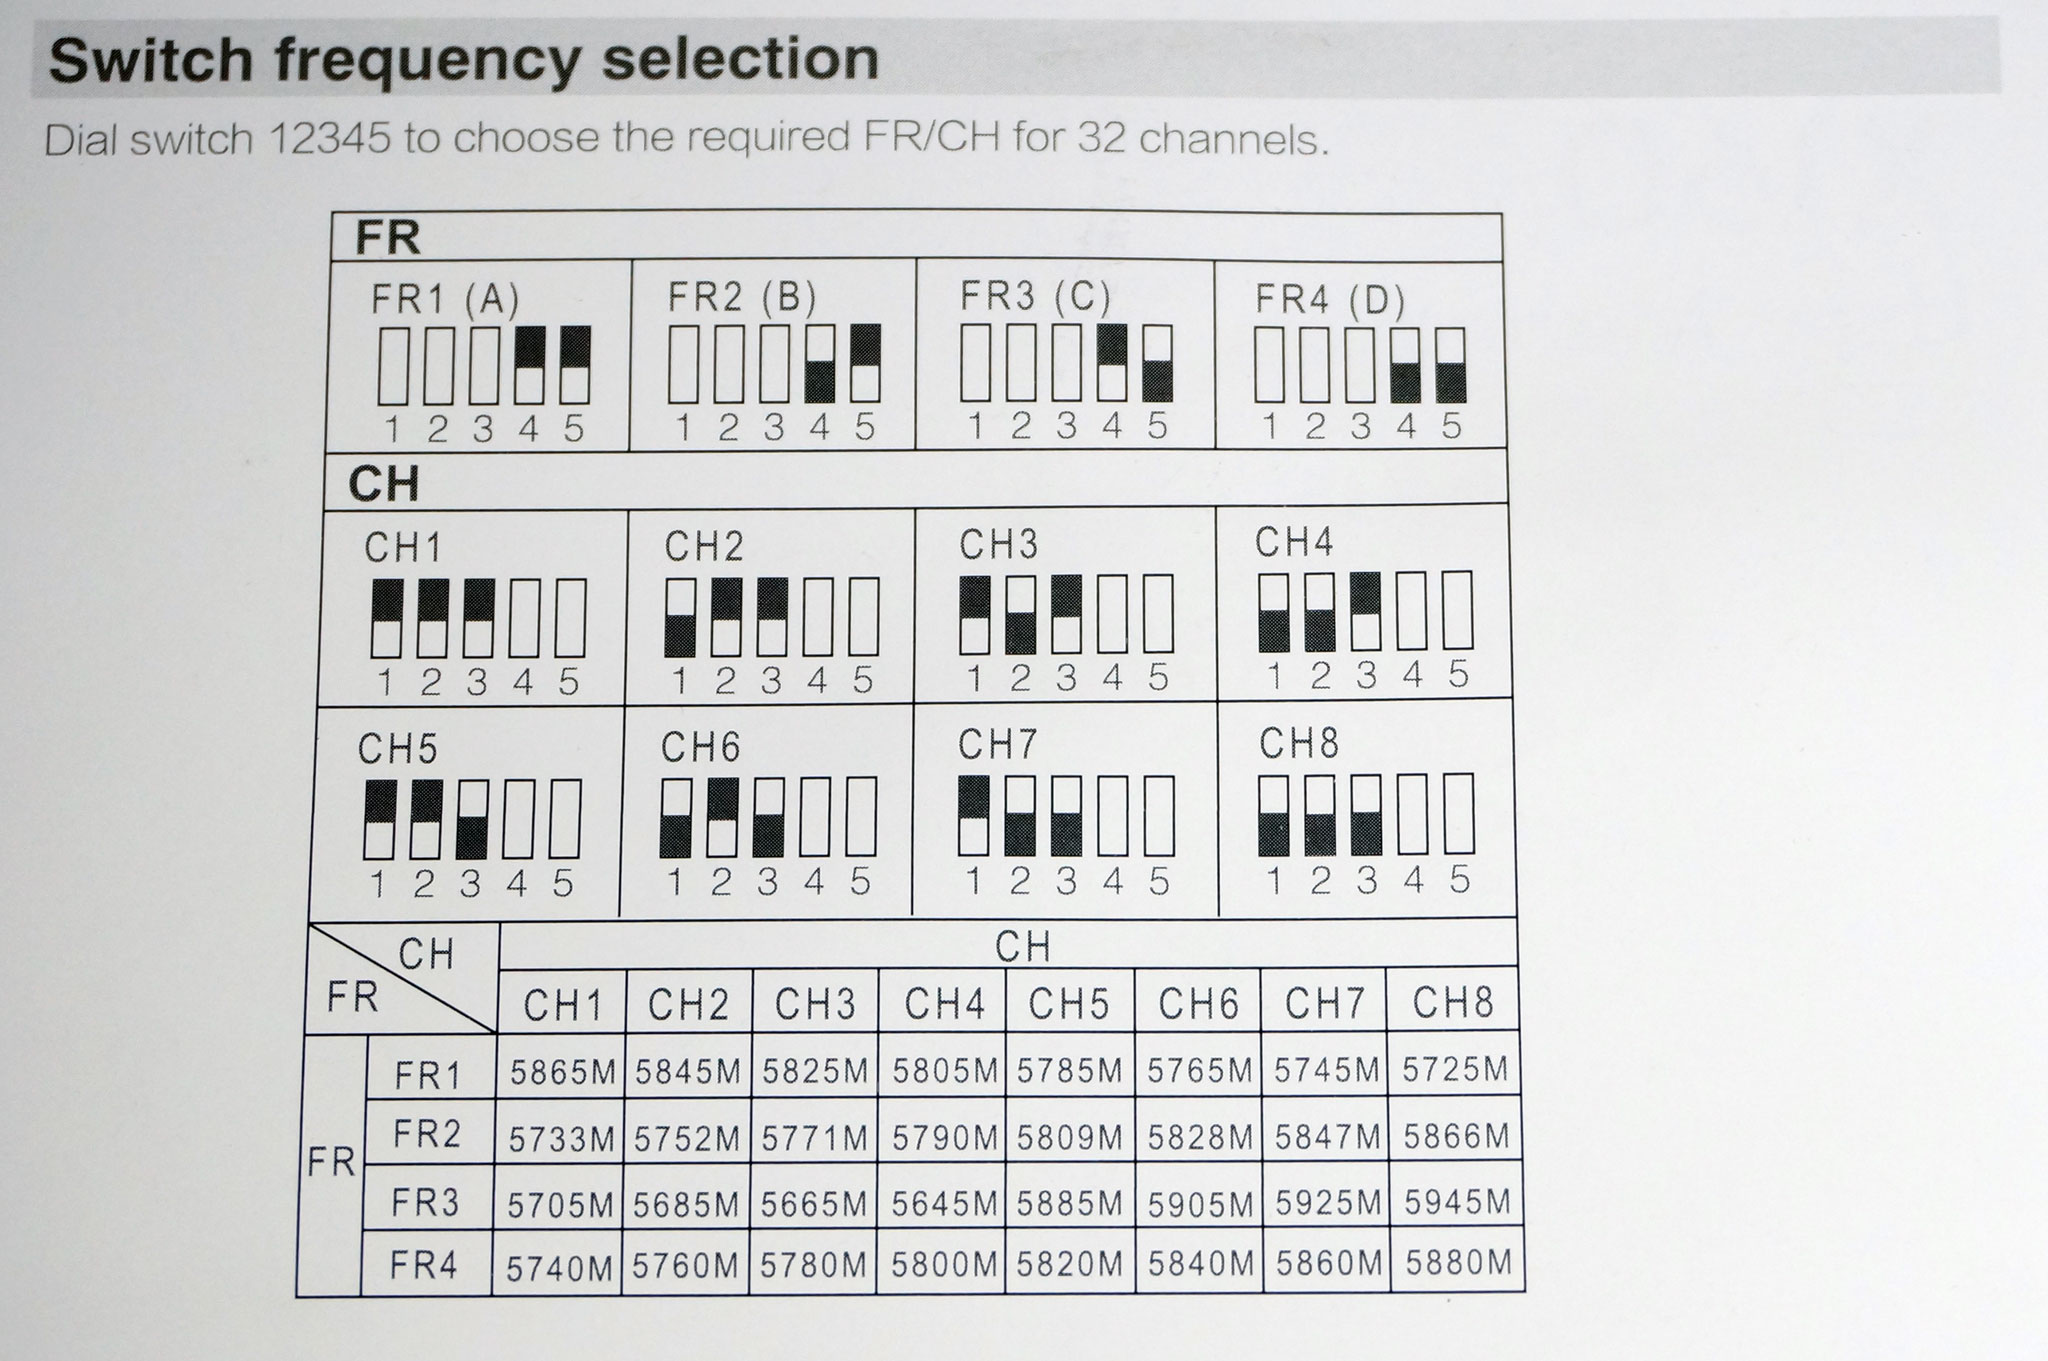 Switch frequency selection
Dial switch 12345 to choose the required FR/CH for 32 channels.
FR
FR1 (A) FR2 (B) FR3 (C) FR4 (D)
1 2 3 4 5 1 2 3 4 5 1 2 3 4 5 1 2 3 4 5
CH
CH1 CH2 CH3 CH4
1 2 3 4 5 1 2 3 4 5 1 2 3 4 5 1 2 3 4 5
CH5 CH6 CH7 CH8
1 2 3 4 5 1 2 3 4 5 1 2 3 4 5 1 2 3 4 5
CH CH
FR CH1 CH2 CH3 CH4 CH5 CH6 CH7 CH8
FR
FR1 5865M 5845M 5825M 5805M 5785M 5765M 5745M 5725M
FR2 5733M 5752M 5771M 5790M 5809M 5828M 5847M 5866M
FR3 5705M 5685M 5665M 5645M 5885M 5905M 5925M 5945M
FR4 5740M 5760M 5780M 5800M 5820M 5840M 5860M 5880M